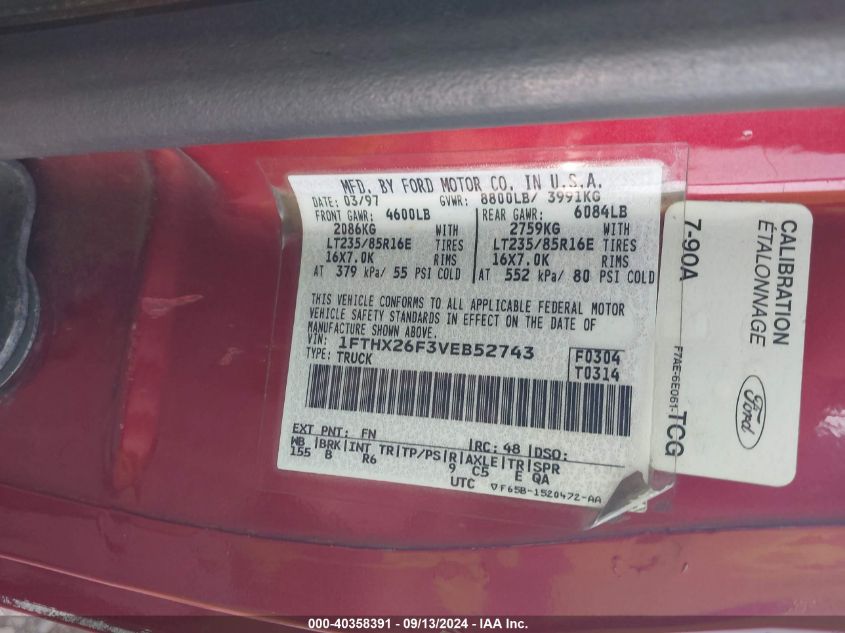 MFD. BY FORD MOTOR CO. IN U.S.A.
DATE: 03/97 GVWR: 8800LB/ 3991KG
FRONT GAWR: 4600LB REAR GAWR: 6084LB
2086KG WITH 2759KG WITH
LT235/85R16E TIRES LT235/85R16E TIRES
16X7.0K RIMS 16X7.0K RIMS
AT 379 kPa/ 55 PSI COLD AT 552 kPa/ 80 PSI COLD
THIS VEHICLE CONFORMS TO ALL APPLICABLE FEDERAL MOTOR
VEHICLE SAFETY STANDARDS IN EFFECT ON THE DATE OF
MANUFACTURE SHOWN ABOVE.
VIN: 1FTHX26F3VEB52743 F0304
TYPE: TRUCK T0314
EXT PNT: FN RC: 48 DSO:
WB BRK INT TR TP/PS R AXLE TR SPR
155 8 R6 9 C5 E QA
UTC ▽F65B-1520472-AA
CALIBRATION
ÉTALONNAGE
7-90A
F7AE-6E061-TCG
Ford
000-40358391 - 09/13/2024 - IAA Inc.